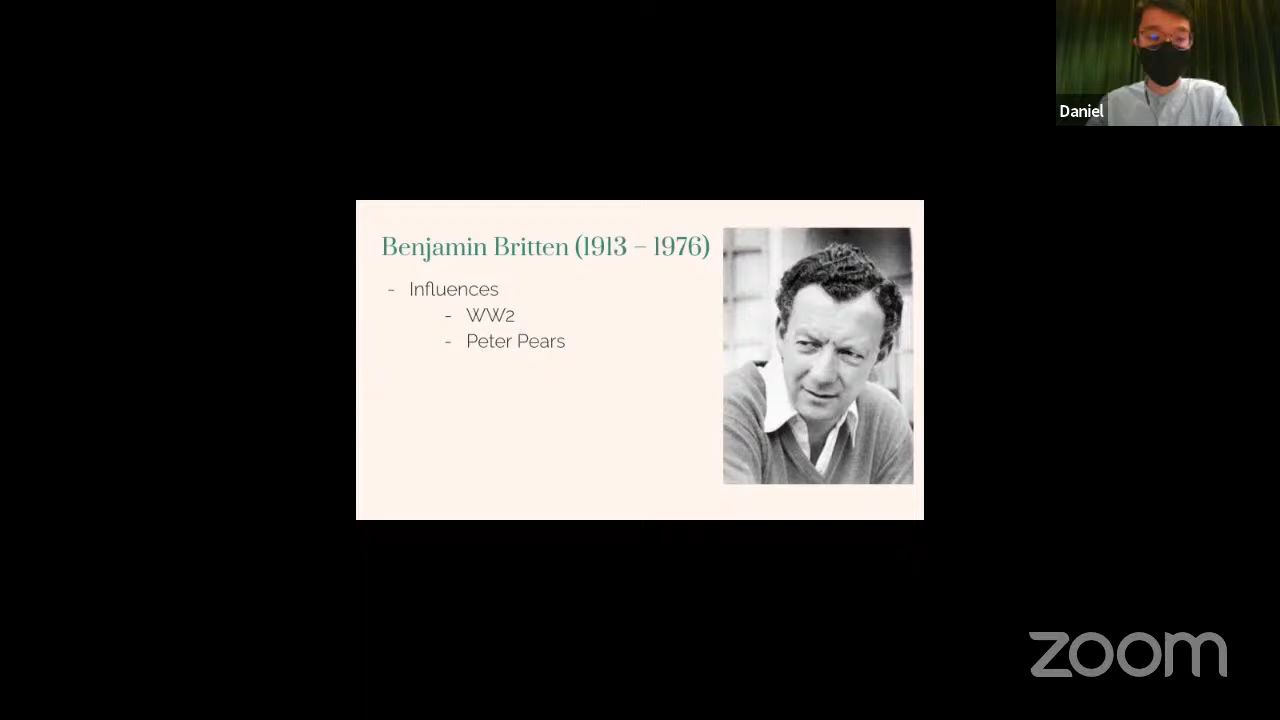 Daniel
Benjamin Britten (1913 – 1976)
- Influences
- WW2
- Peter Pears
zoom